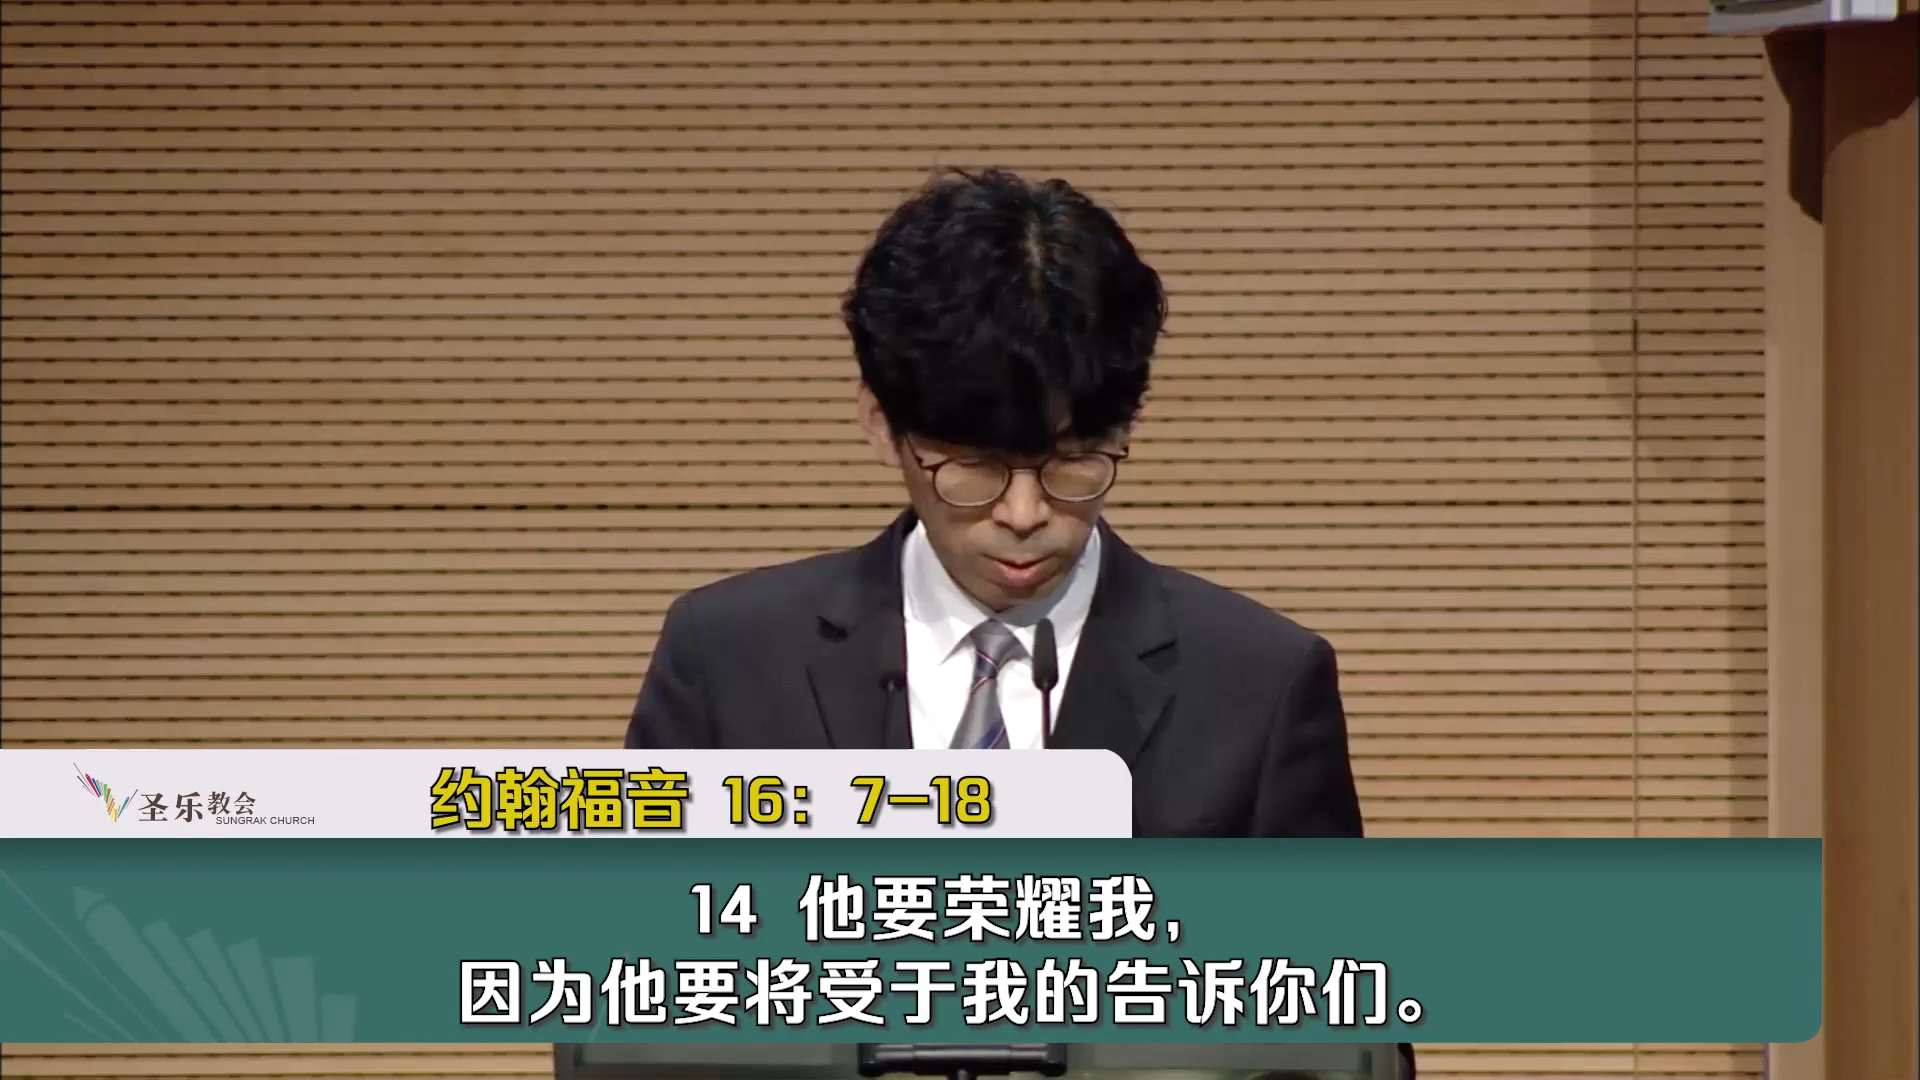 圣乐教会
SUNGRAK CHURCH
约翰福音 16：7-18
14 他要荣耀我，
因为他要将受于我的告诉你们。